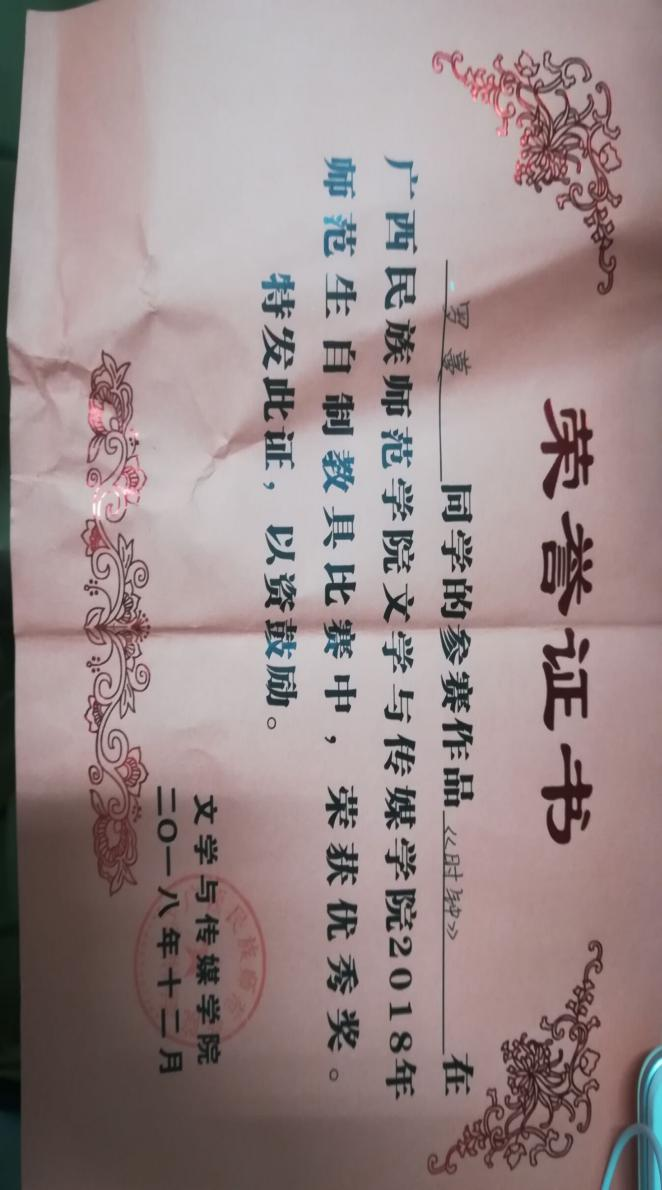 荣誉证书
罗 同学的参赛作品《时钟》在
广西民族师范学院文学与传媒学院2018年
师范生自制教具比赛中，荣获优秀奖。
特发此证，以资鼓励。
文学与传媒学院
二〇一八年十二月